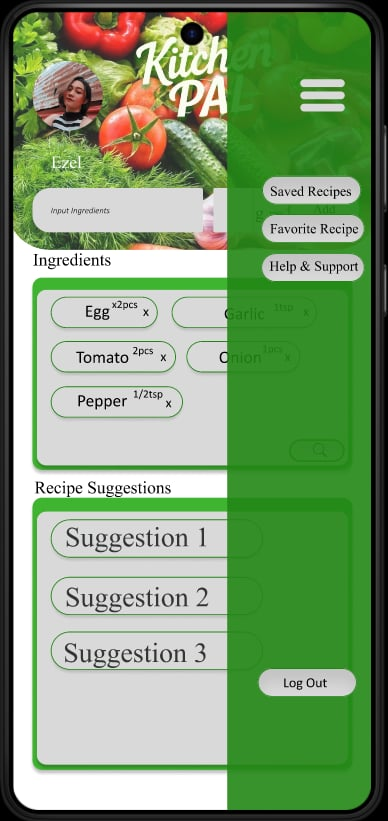 Kitchen
PAL
Ezel
Saved Recipes
Input Ingredients
Add
Favorite Recipe
Ingredients
Help & Support
Egg x2pcs x
Garlic 1tsp x
Tomato 2pcs x
Onion 1pcs x
Pepper 1/2tsp x
Recipe Suggestions
Suggestion 1
Suggestion 2
Suggestion 3
Log Out